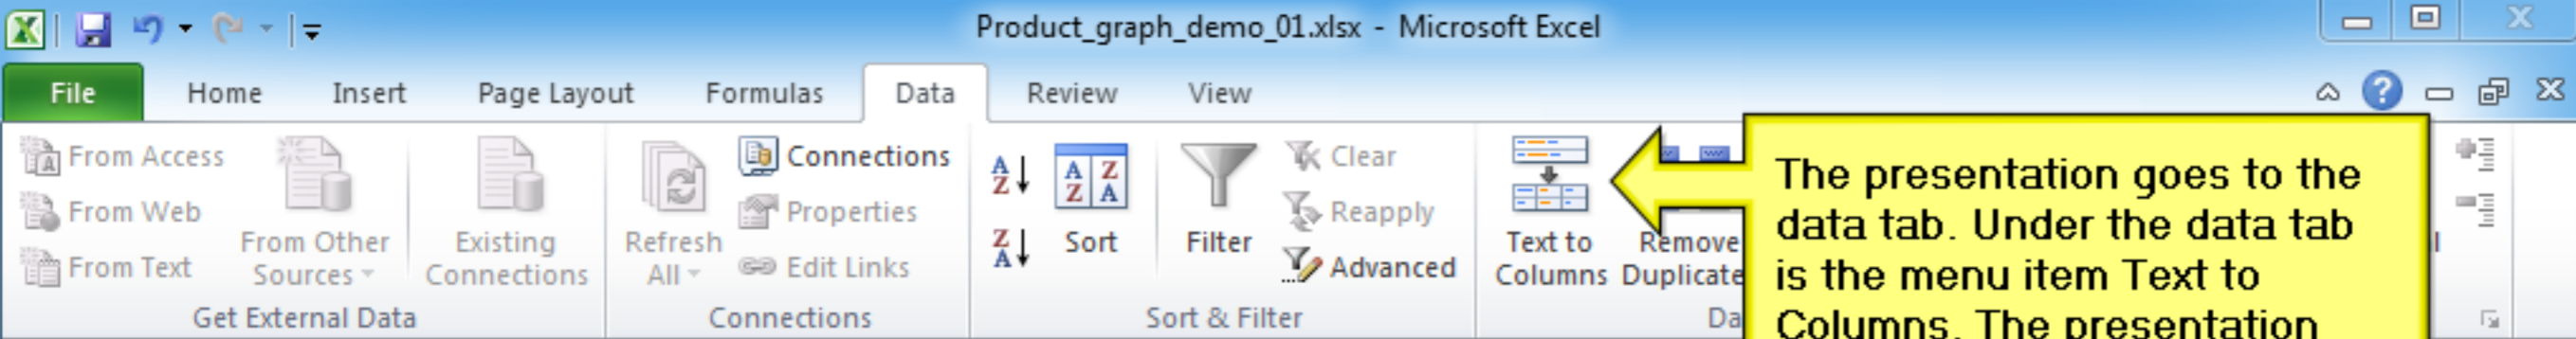 Product_graph_demo_01.xlsx - Microsoft Excel
File Home Insert Page Layout Formulas Data Review View
From Access
From Web
From Text
From Other
Sources
Existing
Connections
Get External Data
Refresh
All
Connections
Properties
Edit Links
Connections
Sort
Filter
Clear
Reapply
Advanced
Sort & Filter
Text to
Columns
Remove
The presentation goes to the
data tab. Under the data tab
is the menu item Text to
Columns. The presentation